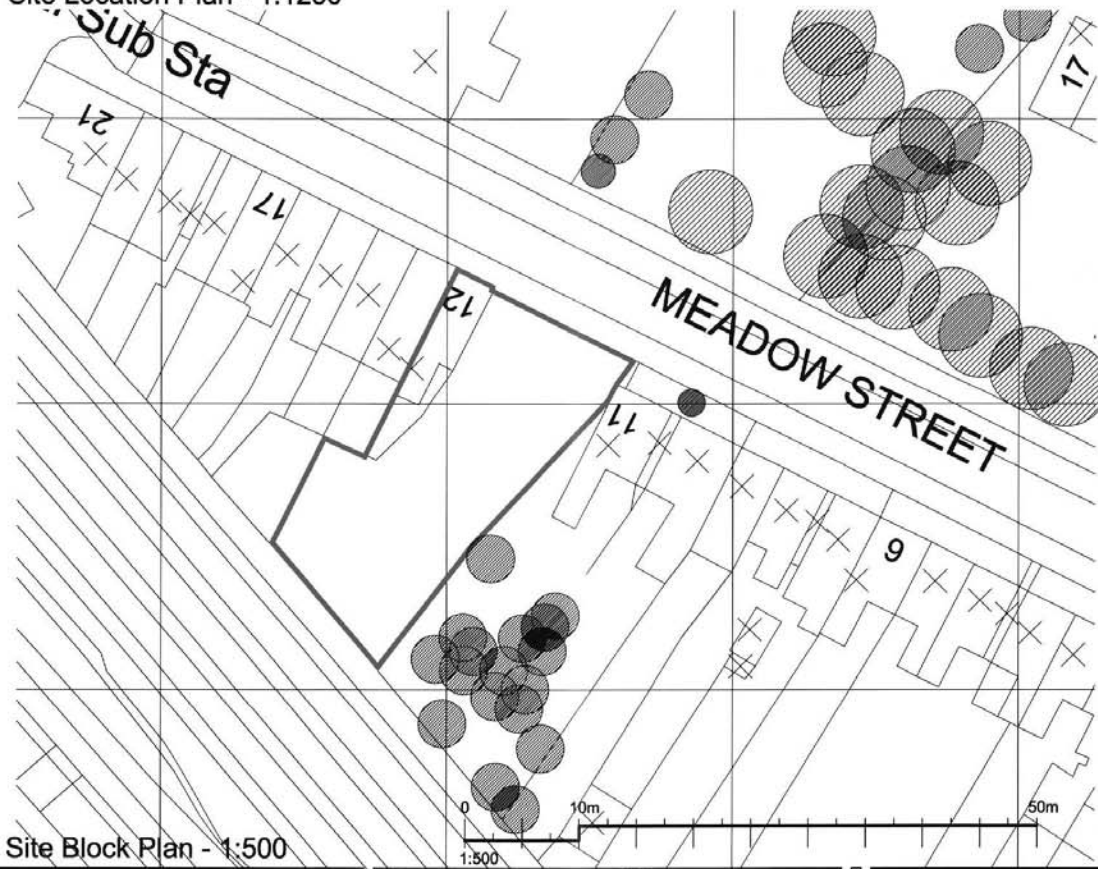 Site Location Plan - 1:1250
Sub Sta
21
17
17
12
MEADOW STREET
11
9
0
10m
50m
1:500
Site Block Plan - 1:500